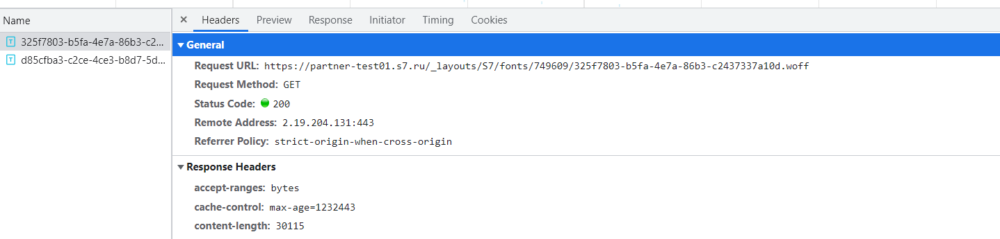 Name
325f7803-b5fa-4e7a-86b3-c2...
d85cfba3-c2ce-4ce3-b8d7-5d...
× Headers Preview Response Initiator Timing Cookies
General
Request URL: https://partner-test01.s7.ru/_layouts/S7/fonts/749609/325f7803-b5fa-4e7a-86b3-c2437337a10d.woff
Request Method: GET
Status Code: 200
Remote Address: 2.19.204.131:443
Referrer Policy: strict-origin-when-cross-origin
Response Headers
accept-ranges: bytes
cache-control: max-age=1232443
content-length: 30115